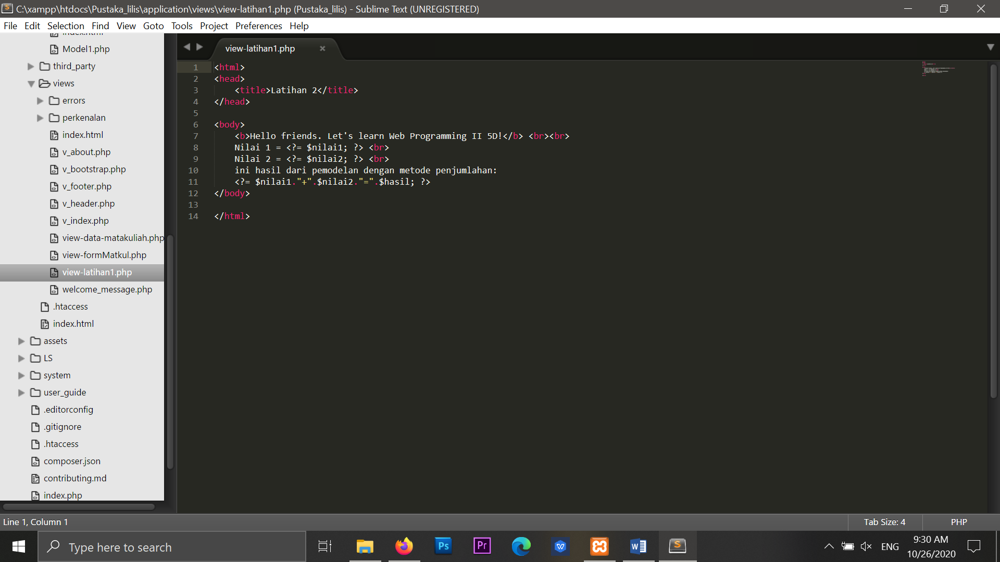 C:\xampp\htdocs\Pustaka_lilis\application\views\view-latihan1.php (Pustaka_lilis) - Sublime Text (UNREGISTERED)
File Edit Selection Find View Goto Tools Project Preferences Help
index.html
Model1.php
third_party
views
errors
perkenalan
index.html
v_about.php
v_bootstrap.php
v_footer.php
v_header.php
v_index.php
view-data-matakuliah.php
view-formMatkul.php
view-latihan1.php
welcome_message.php
.htaccess
index.html
assets
LS
system
user_guide
.editorconfig
.gitignore
.htaccess
composer.json
contributing.md
index.php
view-latihan1.php
1 <html>
2 <head>
3 <title>Latihan 2</title>
4 </head>
5
6 <body>
7 <b>Hello friends. Let's learn Web Programming II 5D!</b> <br><br>
8 Nilai 1 = <?= $nilai1; ?> <br>
9 Nilai 2 = <?= $nilai2; ?> <br>
10 ini hasil dari pemodelan dengan metode penjumlahan:
11 <?= $nilai1."+".$nilai2."=".$hasil; ?>
12 </body>
13
14 </html>
Line 1, Column 1
Tab Size: 4
PHP
Type here to search
Ps
Pr
W
S
ENG
9:30 AM
10/26/2020